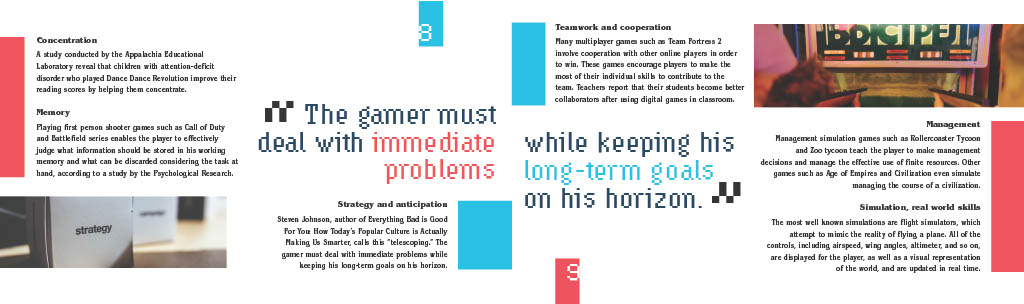 8
Concentration
A study conducted by the Appalachia Educational
Laboratory reveal that children with attention-deficit
disorder who played Dance Dance Revolution improve their
reading scores by helping them concentrate.
Memory
Playing first person shooter games such as Call of Duty
and Battlefield series enables the player to effectively
judge what information should be stored in his working
memory and what can be discarded considering the task at
hand, according to a study by the Psychological Research.
strategy
" The gamer must
deal with immediate
problems
Strategy and anticipation
Steven Johnson, author of Everything Bad is Good
For You How Today's Popular Culture is Actually
Making Us Smarter, calls this "telescoping." The
gamer must deal with immediate problems while
keeping his long-term goals on his horizon.
Teamwork and cooperation
Many multiplayer games such as Team Fortress 2
involve cooperation with other online players in order
to win. These games encourage players to make the
most of their individual skills to contribute to the
team. Teachers report that their students become better
collaborators after using digital games in classroom.
while keeping his
long-term goals
on his horizon. "
9
Management
Management simulation games such as Rollercoaster Tycoon
and Zoo tycoon teach the player to make management
decisions and manage the effective use of finite resources. Other
games such as Age of Empires and Civilization even simulate
managing the course of a civilization.
Simulation, real world skills
The most well known simulations are flight simulators, which
attempt to mimic the reality of flying a plane. All of the
controls, including airspeed, wing angles, altimeter, and so on,
are displayed for the player, as well as a visual representation
of the world, and are updated in real time.